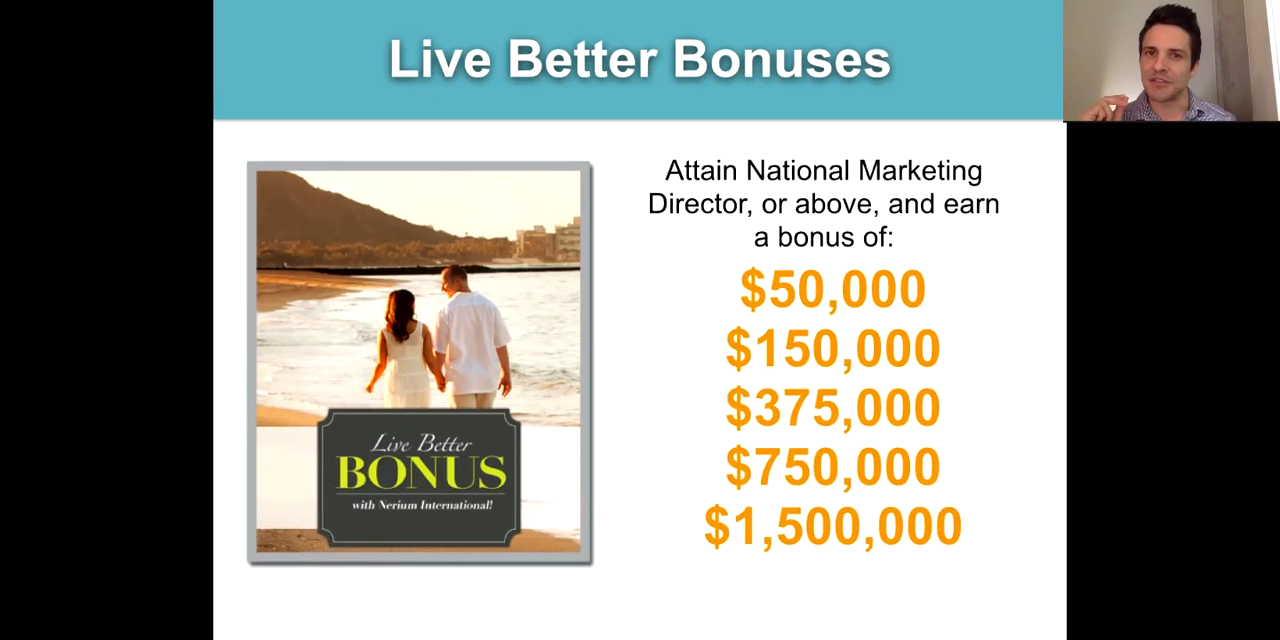 Live Better Bonuses
Attain National Marketing
Director, or above, and earn
a bonus of:
$50,000
$150,000
$375,000
$750,000
$1,500,000
Live Better
BONUS
with Nerium International!